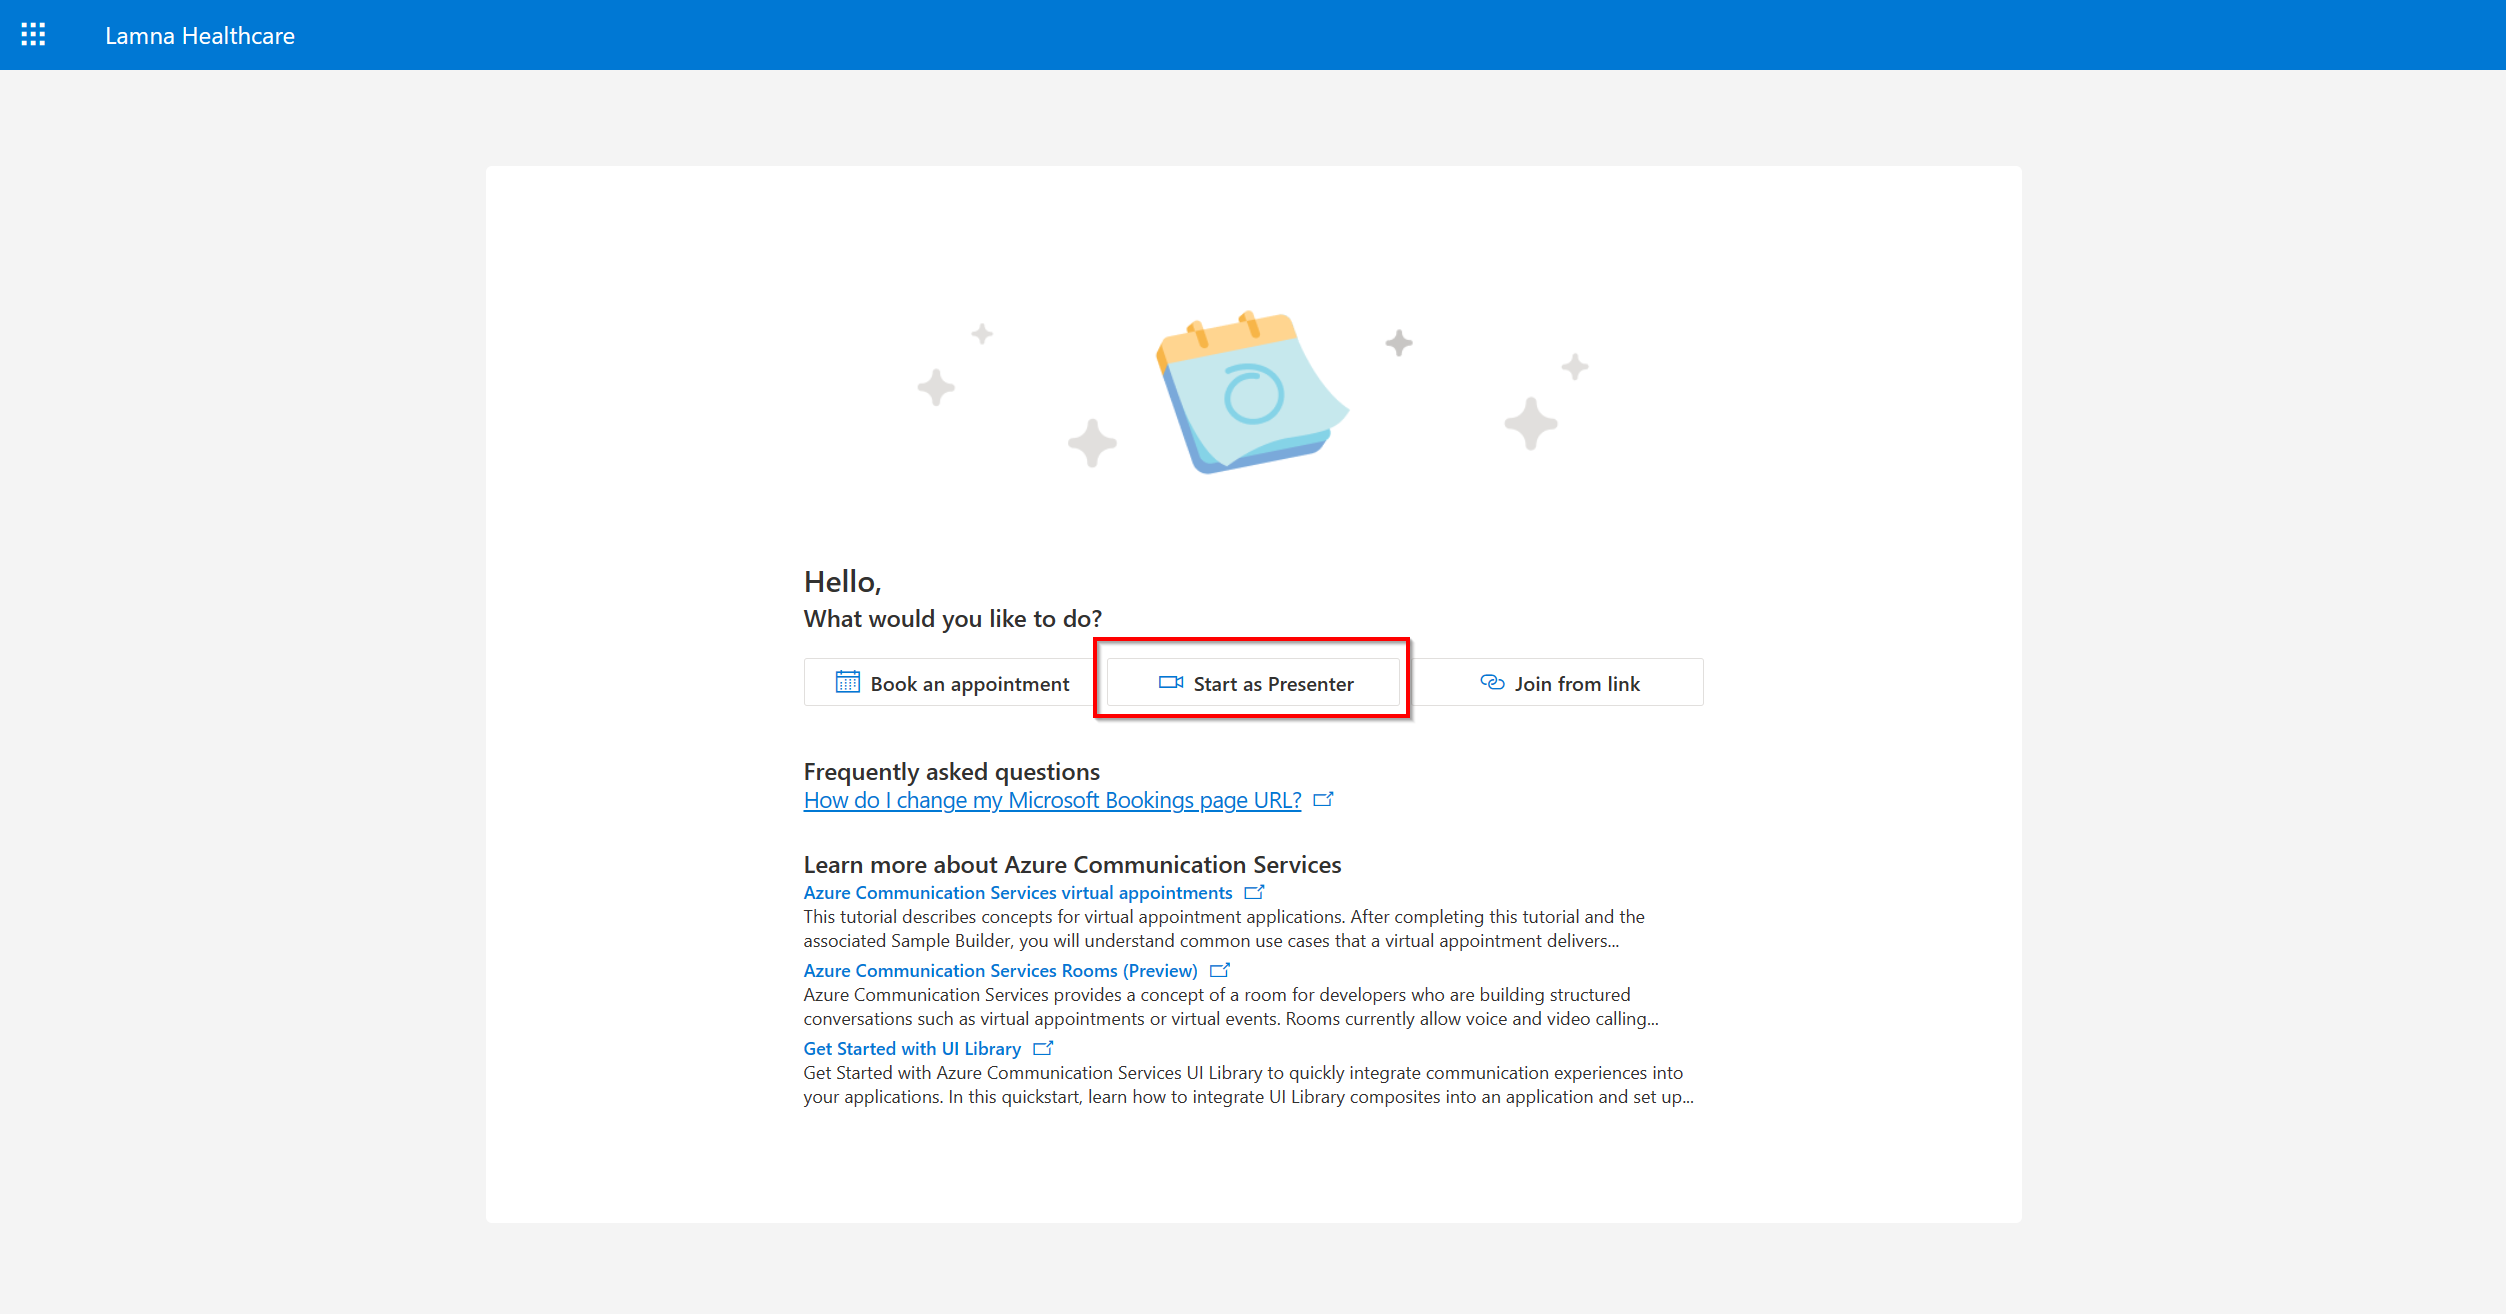 Lamna Healthcare
Hello,
What would you like to do?
Book an appointment
Start as Presenter
Join from link
Frequently asked questions
How do I change my Microsoft Bookings page URL?
Learn more about Azure Communication Services
Azure Communication Services virtual appointments
This tutorial describes concepts for virtual appointment applications. After completing this tutorial and the
associated Sample Builder, you will understand common use cases that a virtual appointment delivers...
Azure Communication Services Rooms (Preview)
Azure Communication Services provides a concept of a room for developers who are building structured
conversations such as virtual appointments or virtual events. Rooms currently allow voice and video calling...
Get Started with UI Library
Get Started with Azure Communication Services UI Library to quickly integrate communication experiences into
your applications. In this quickstart, learn how to integrate UI Library composites into an application and set up...